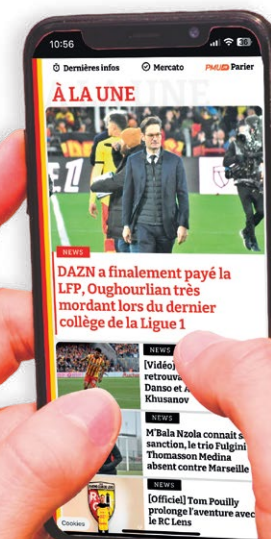 10:56
Dernières infos
Mercato
PMU Parier
À LA UNE
NEWS
DAZN a finalement payé la
LFP, Oughourlian très
mordant lors du dernier
collège de la Ligue 1
NEWS
[Vidéo]
retrouva
Danso et A
Khusanov
NEWS
M'Bala Nzola connaît s
sanction, le trio Fulgini
Thomasson Medina
absent contre Marseille
NEWS
[Officiel] Tom Pouilly
prolonge l'aventure avec
le RC Lens
Cookies